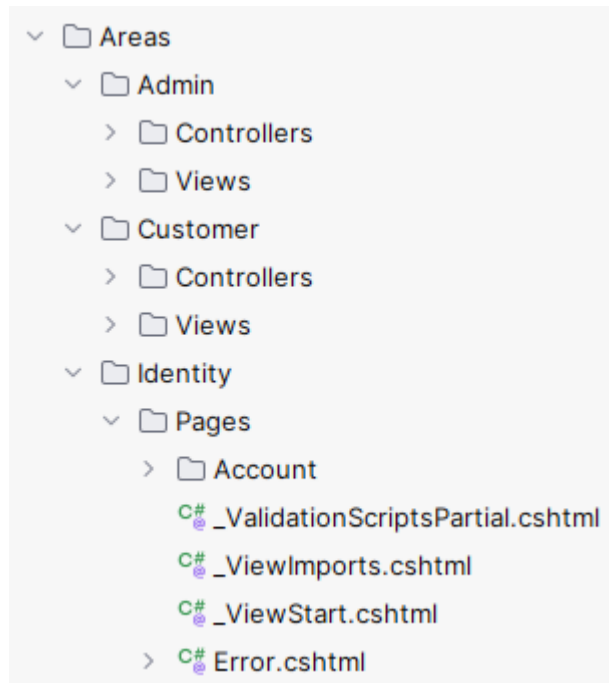 Areas
Admin
Controllers
Views
Customer
Controllers
Views
Identity
Pages
Account
C# _ValidationScriptsPartial.cshtml
C# _ViewImports.cshtml
C# _ViewStart.cshtml
C# Error.cshtml